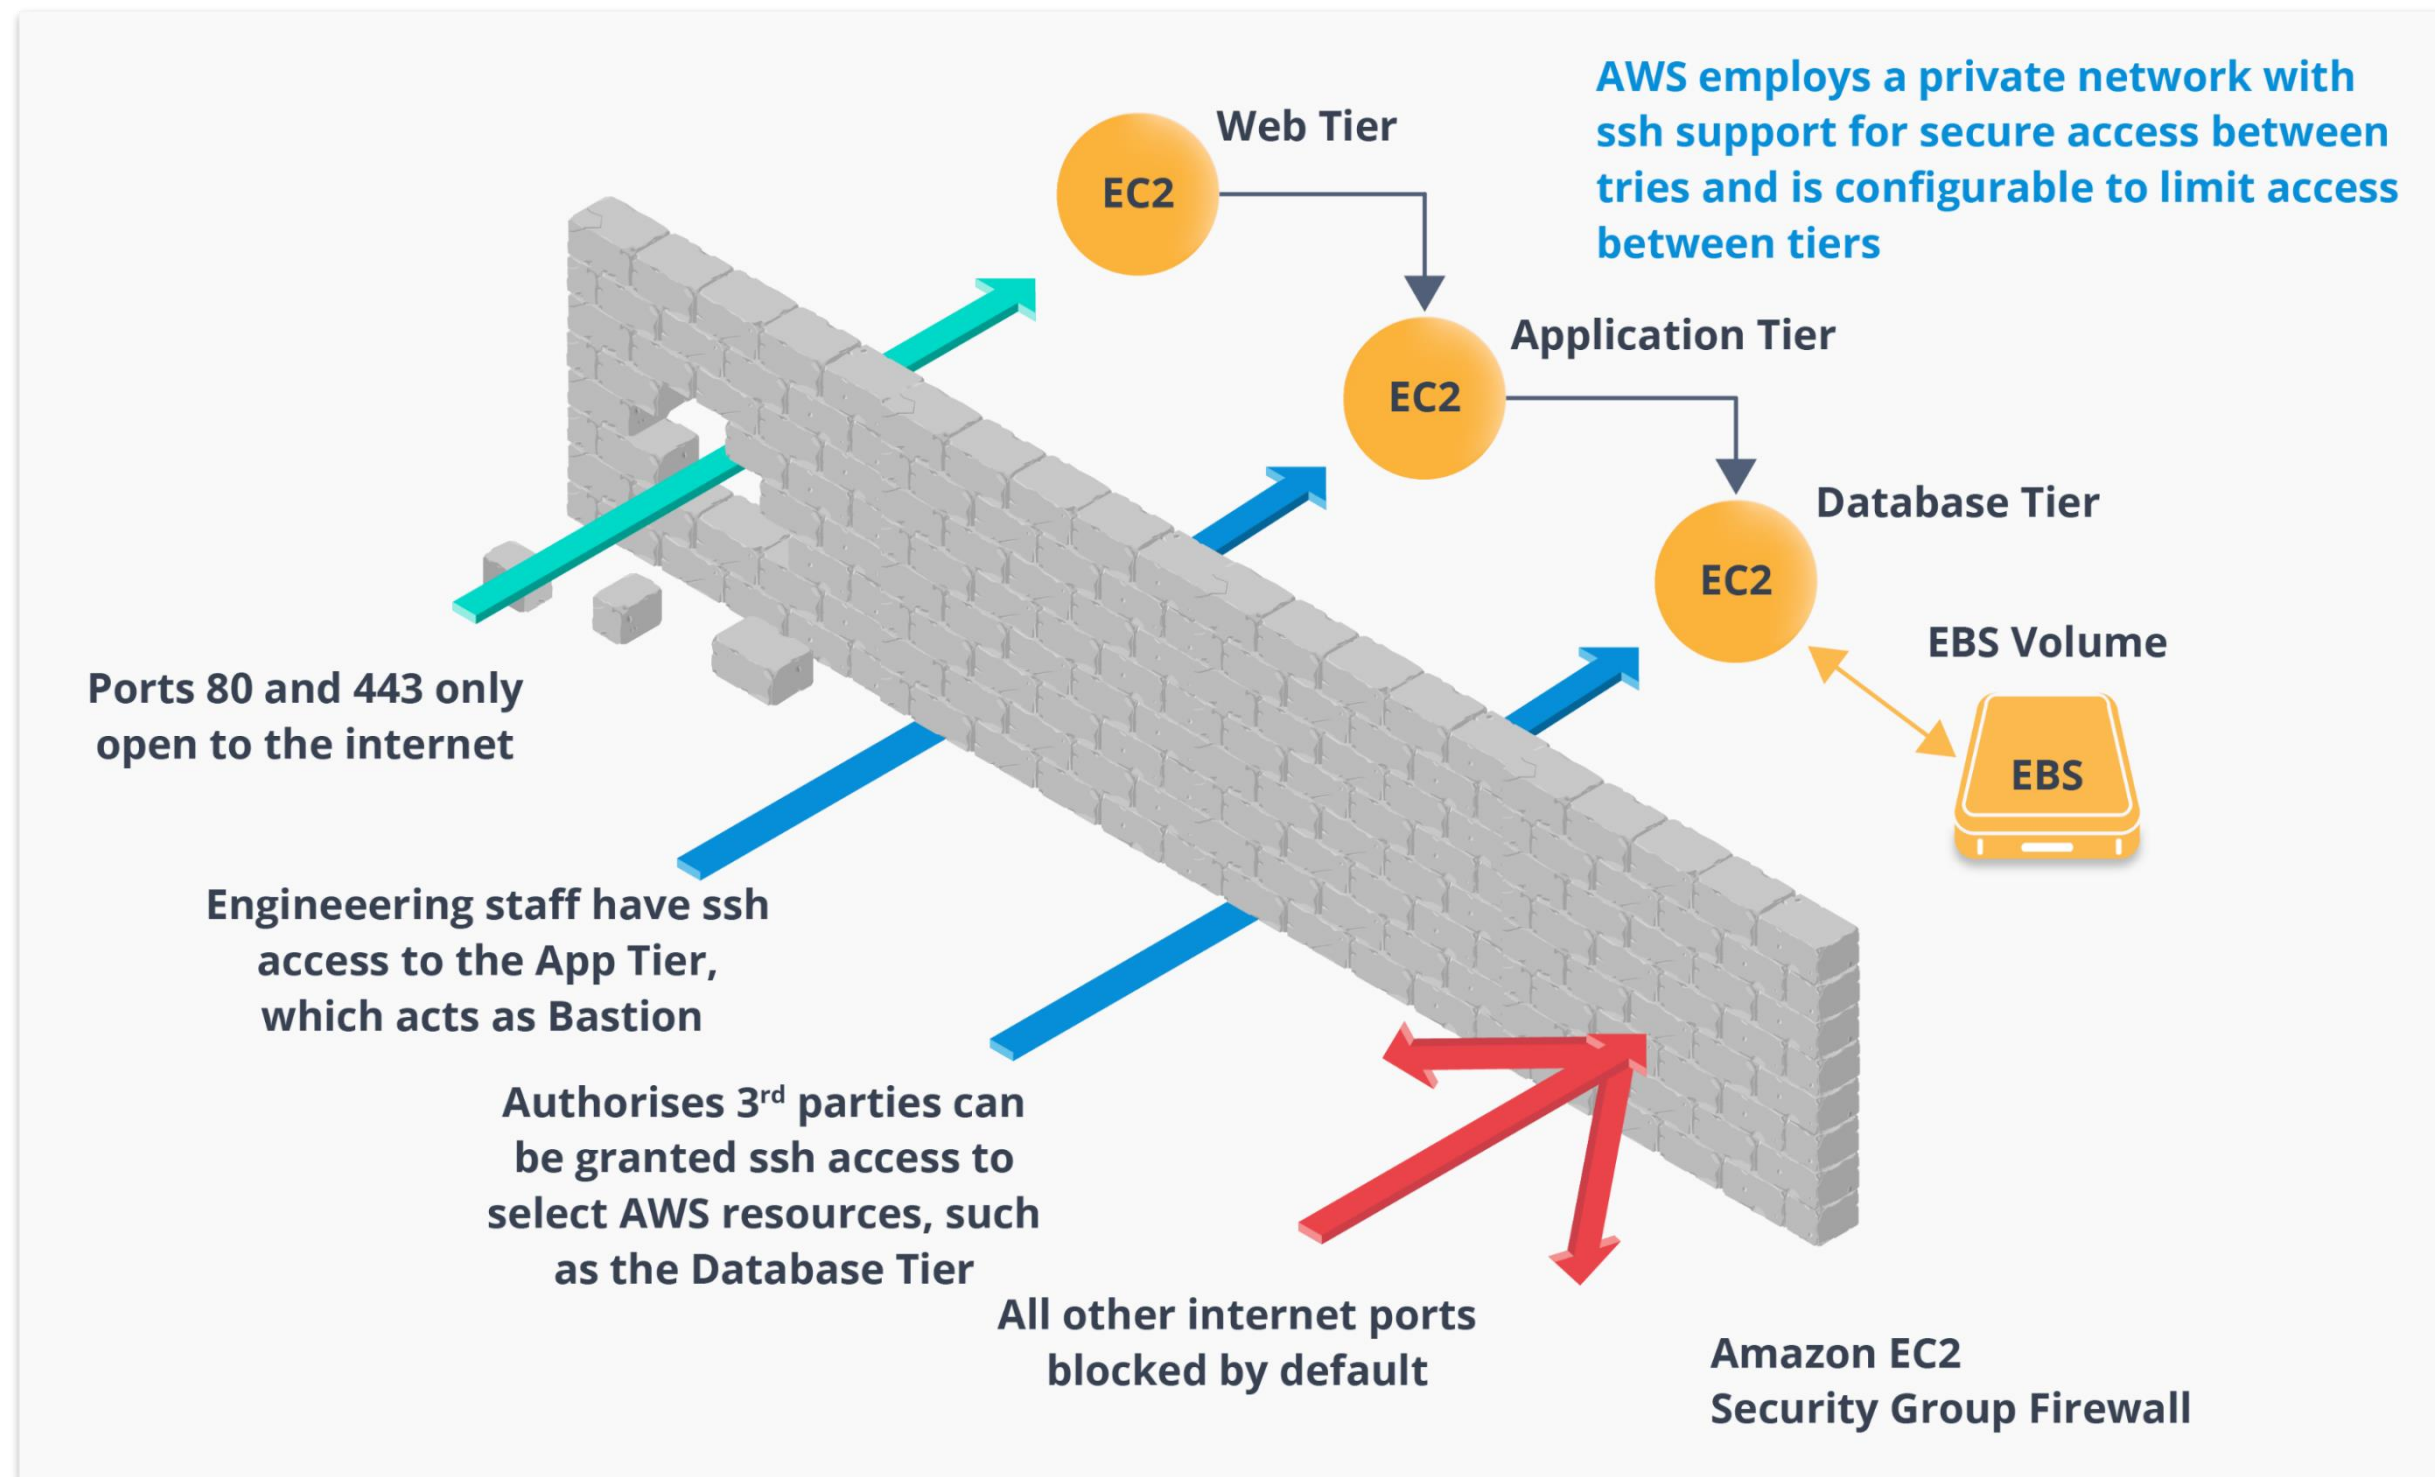 AWS employs a private network with
ssh support for secure access between
tries and is configurable to limit access
between tiers
Web Tier
EC2
Application Tier
EC2
Database Tier
EC2
EBS Volume
EBS
Ports 80 and 443 only
open to the internet
Engineeering staff have ssh
access to the App Tier,
which acts as Bastion
Authorises 3rd parties can
be granted ssh access to
select AWS resources, such
as the Database Tier
All other internet ports
blocked by default
Amazon EC2
Security Group Firewall